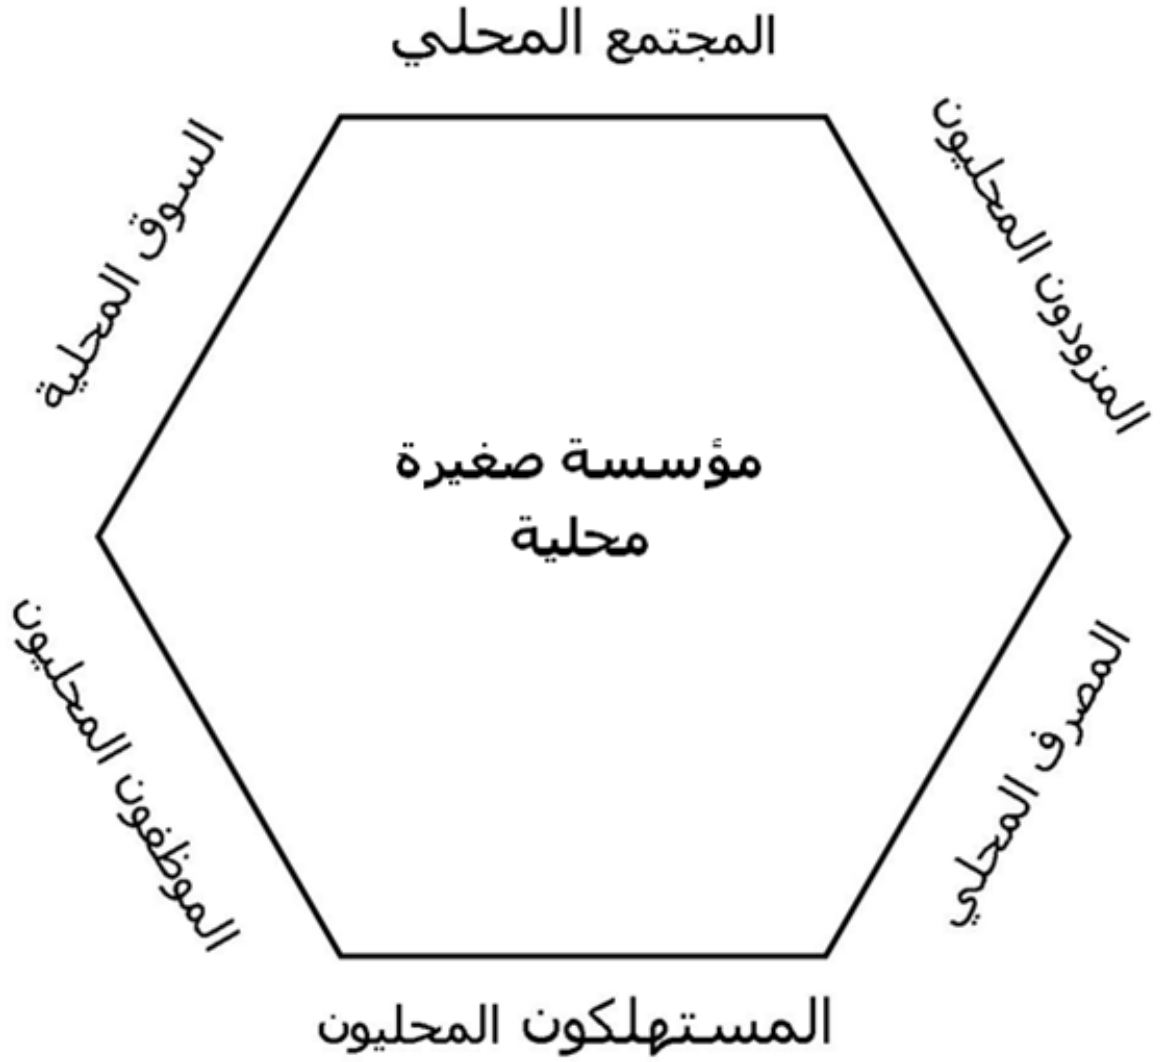 المجتمع المحلي
المزودون المحليون
السوق المحلية
مؤسسة صغيرة
محلية
المصرف المحلي
الموظفون المحليون
المستهلكون المحليون